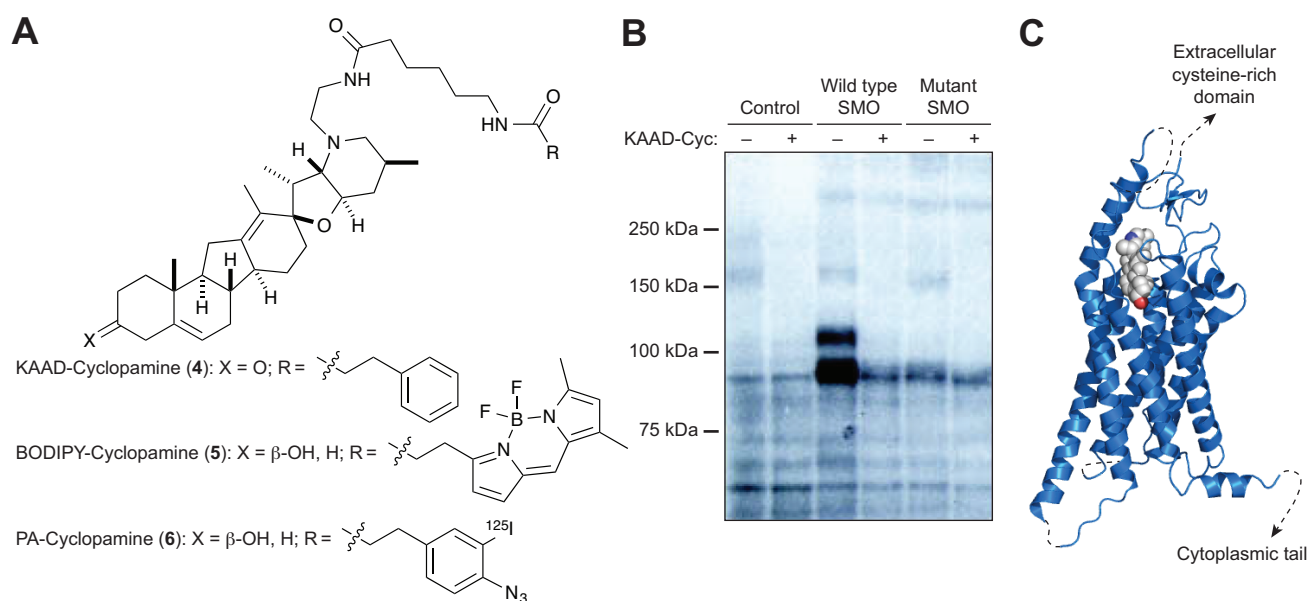 A
O
NH
HN
O
R
N
H
O
H
H
H
H
X
KAAD-Cyclopamine (4): X = O; R =
BODIPY-Cyclopamine (5): X = β-OH, H; R =
F
F
B
N
N
PA-Cyclopamine (6): X = β-OH, H; R =
125I
N3
B
Control
Wild type
SMO
Mutant
SMO
KAAD-Cyc: – + – + – +
250 kDa
150 kDa
100 kDa
75 kDa
C
Extracellular
cysteine-rich
domain
Cytoplasmic tail